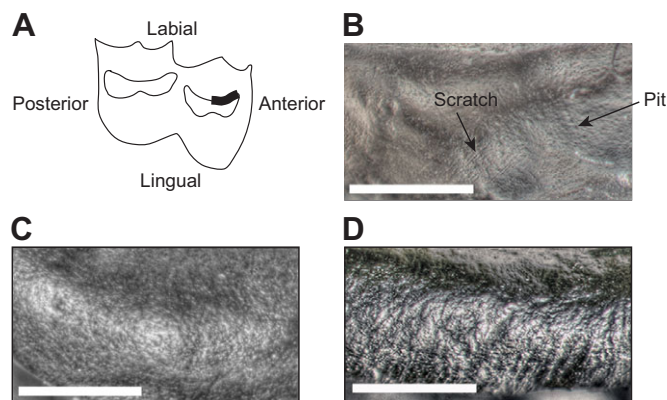 A
Labial
Posterior
Anterior
Lingual
B
Scratch
Pit
C
D